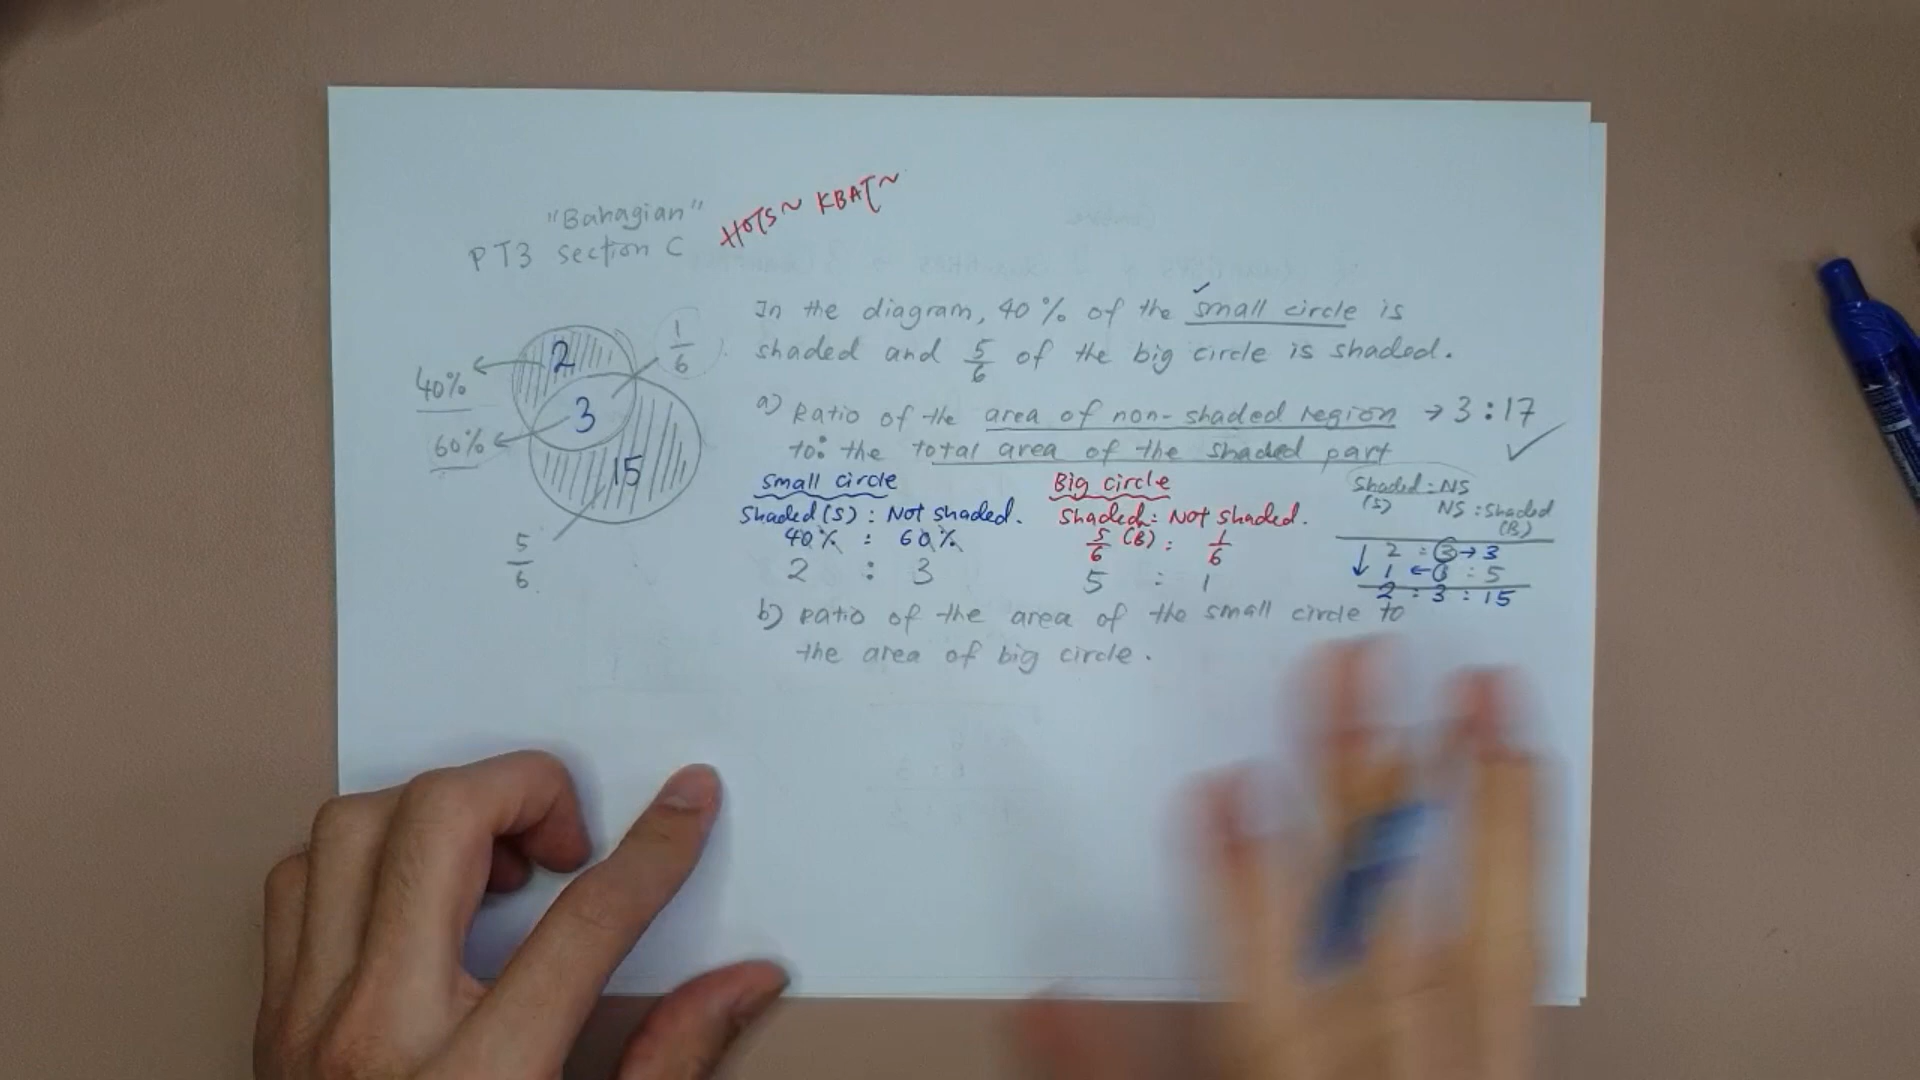 "Bahagian"
PT3 section C
HOTS~ KBAT~
2
3
15
40%
60%
1/6
5/6
In the diagram, 40% of the small circle is
shaded and 5/6 of the big circle is shaded.
a) Ratio of the area of non-shaded region → 3:17
to: the total area of the shaded part
Small circle
Shaded(S) : Not shaded.
40% : 60%
2 : 3
Big circle
Shaded : Not shaded.
5/6 (B) : 1/6
5 : 1
Shaded : NS
(S) NS : Shaded
(B)
2 : 3 → 3
1 ← : 5
2 : 3 : 15
b) Ratio of the area of the small circle to
the area of big circle.